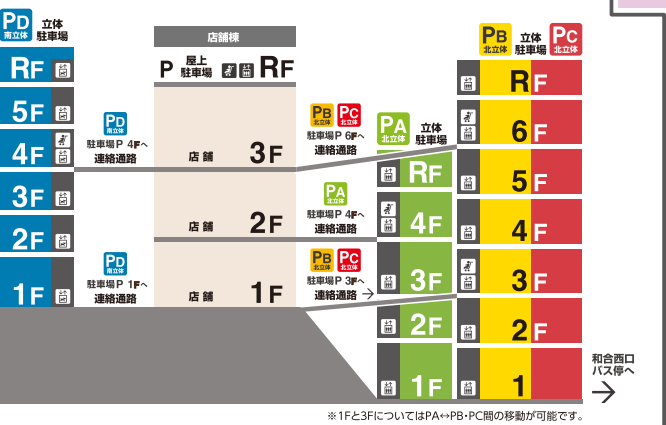 PD
南立体
立体
駐車場
RF
5F
4F
3F
2F
1F
PD
南立体
駐車場P 4Fへ
連絡通路
PD
南立体
駐車場P 1Fへ
連絡通路
店舗棟
P 屋上
駐車場
RF
店舗 3F
店舗 2F
店舗 1F
PB
北立体
PC
北立体
駐車場P 6Fへ
連絡通路
PA
北立体
駐車場P 4Fへ
連絡通路
PB
北立体
PC
北立体
駐車場P 3Fへ
連絡通路→
PA
北立体
立体
駐車場
RF
4F
3F
2F
1F
PB
北立体
立体
駐車場
PC
北立体
RF
6F
5F
4F
3F
2F
1
和合西口
バス停へ
→
※1Fと3FについてはPA↔PB・PC間の移動が可能です。